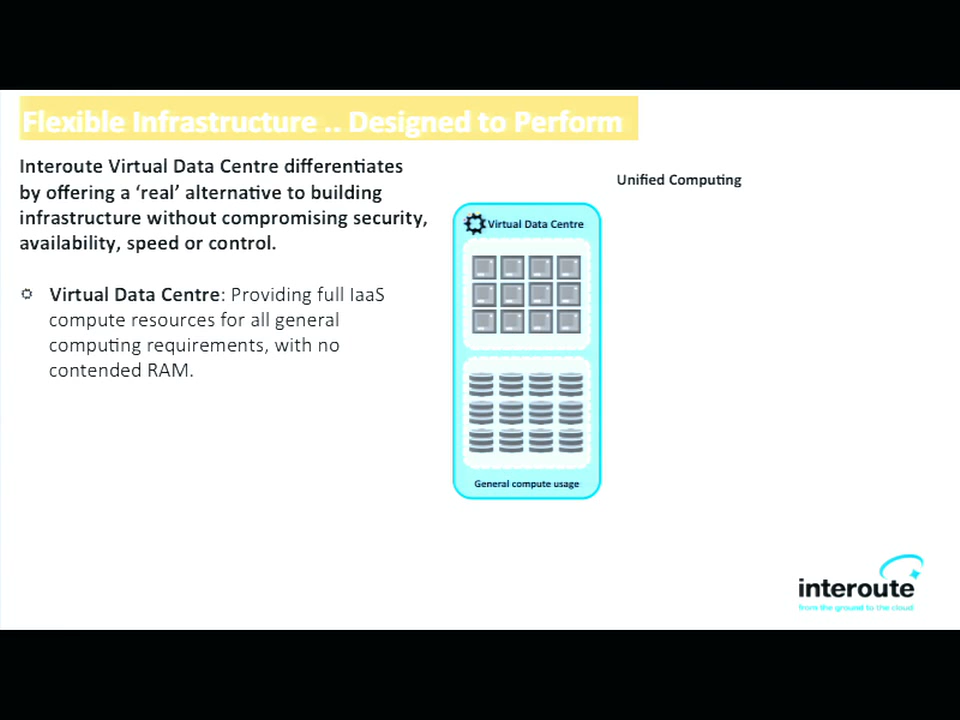 Flexible Infrastructure .. Designed to Perform
Interoute Virtual Data Centre differentiates
by offering a ‘real’ alternative to building
infrastructure without compromising security,
availability, speed or control.
Virtual Data Centre: Providing full IaaS
compute resources for all general
computing requirements, with no
contended RAM.
Unified Computing
Virtual Data Centre
General compute usage
interoute
from the ground to the cloud